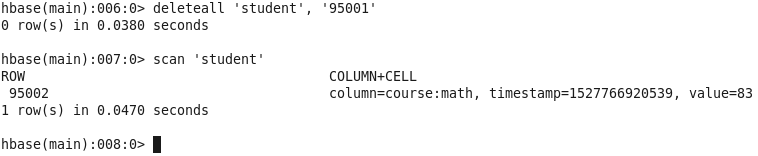 hbase(main):006:0> deleteall 'student', '95001'
0 row(s) in 0.0380 seconds
hbase(main):007:0> scan 'student'
ROW COLUMN+CELL
95002 column=course:math, timestamp=1527766920539, value=83
1 row(s) in 0.0470 seconds
hbase(main):008:0>